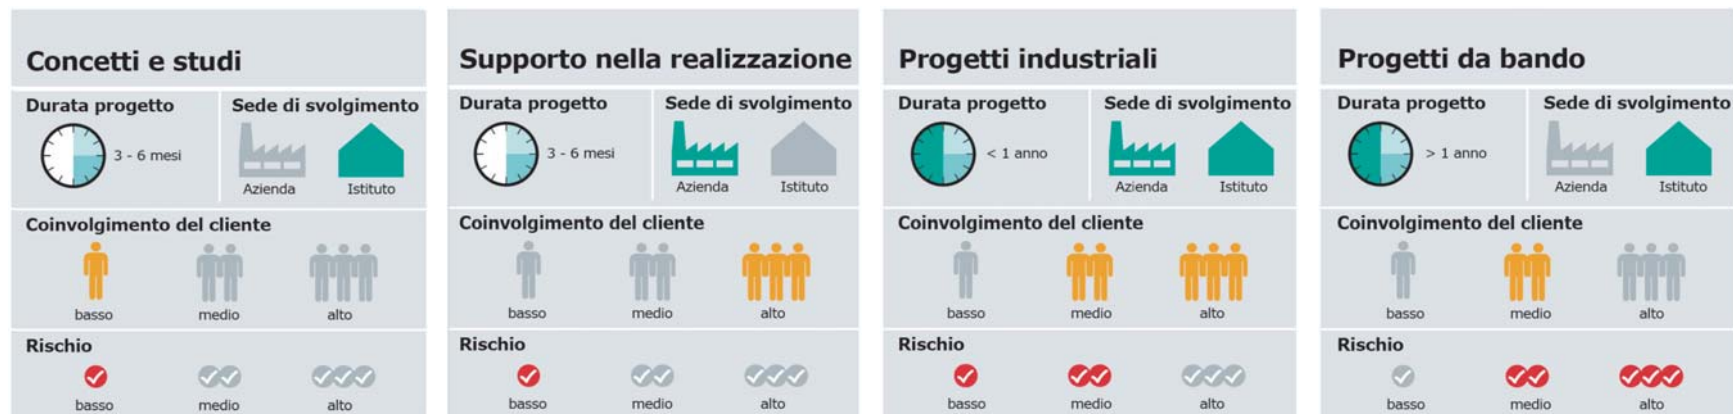 Concetti e studi
Durata progetto
Sede di svolgimento
3 - 6 mesi
Azienda
Istituto
Coinvolgimento del cliente
basso
medio
alto
Rischio
basso
medio
alto
Supporto nella realizzazione
Durata progetto
Sede di svolgimento
3 - 6 mesi
Azienda
Istituto
Coinvolgimento del cliente
basso
medio
alto
Rischio
basso
medio
alto
Progetti industriali
Durata progetto
Sede di svolgimento
< 1 anno
Azienda
Istituto
Coinvolgimento del cliente
basso
medio
alto
Rischio
basso
medio
alto
Progetti da bando
Durata progetto
Sede di svolgimento
> 1 anno
Azienda
Istituto
Coinvolgimento del cliente
basso
medio
alto
Rischio
basso
medio
alto